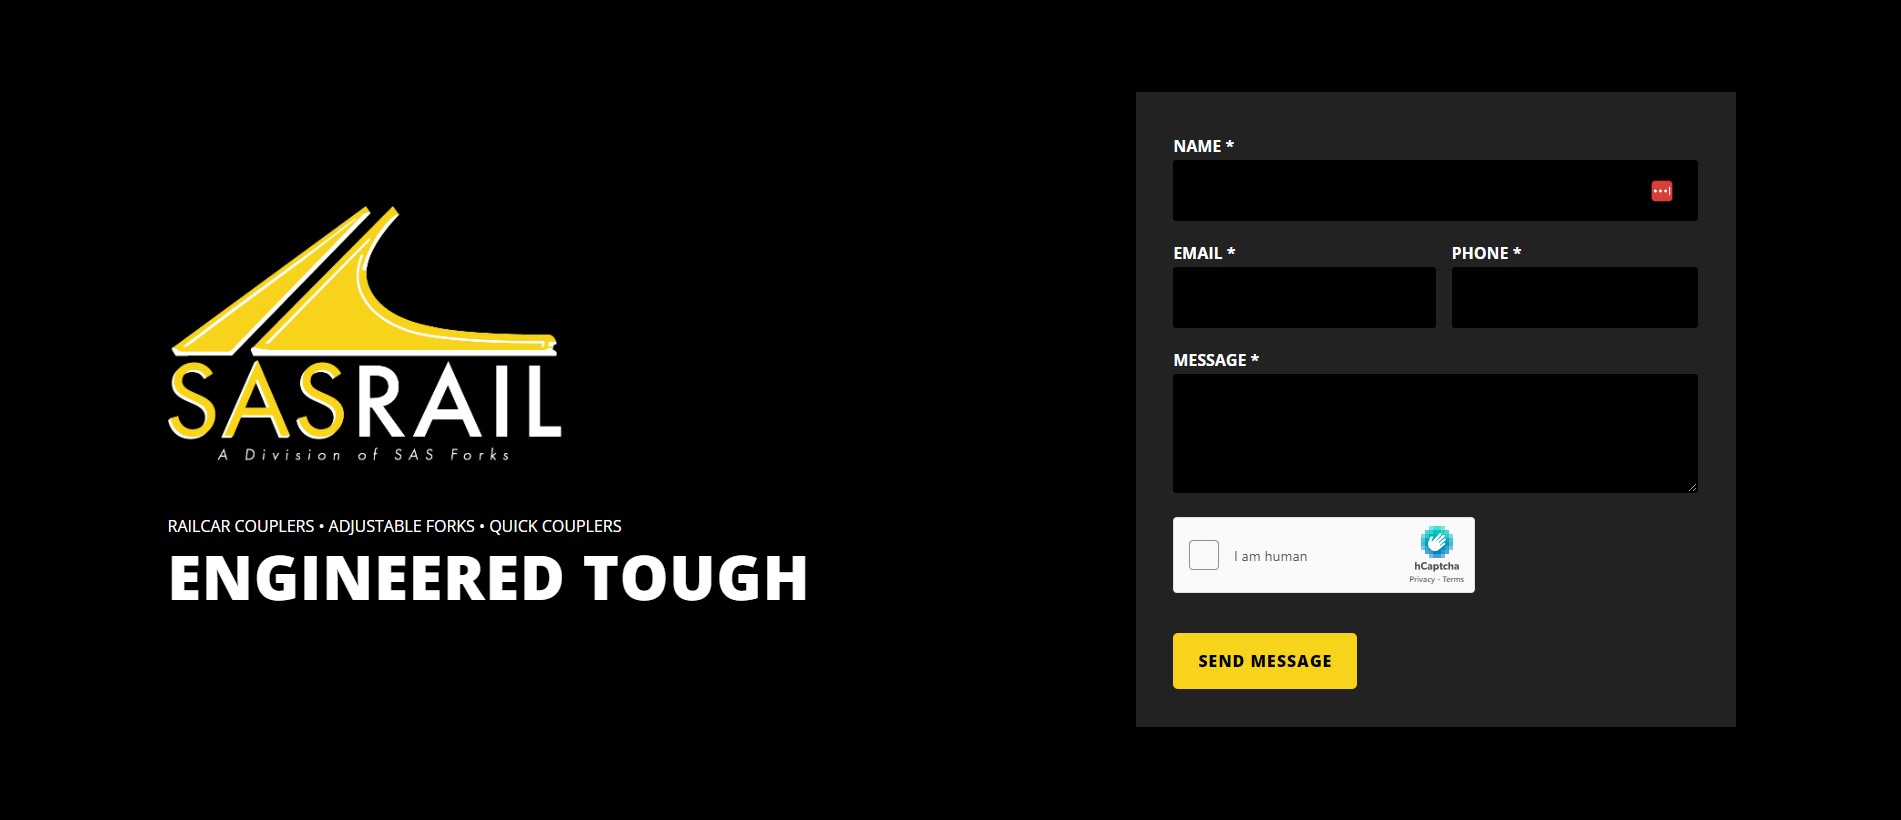 SASRAIL
A Division of SAS Forks
RAILCAR COUPLERS • ADJUSTABLE FORKS • QUICK COUPLERS
ENGINEERED TOUGH
NAME *
EMAIL *
PHONE *
MESSAGE *
I am human
hCaptcha
Privacy - Terms
SEND MESSAGE